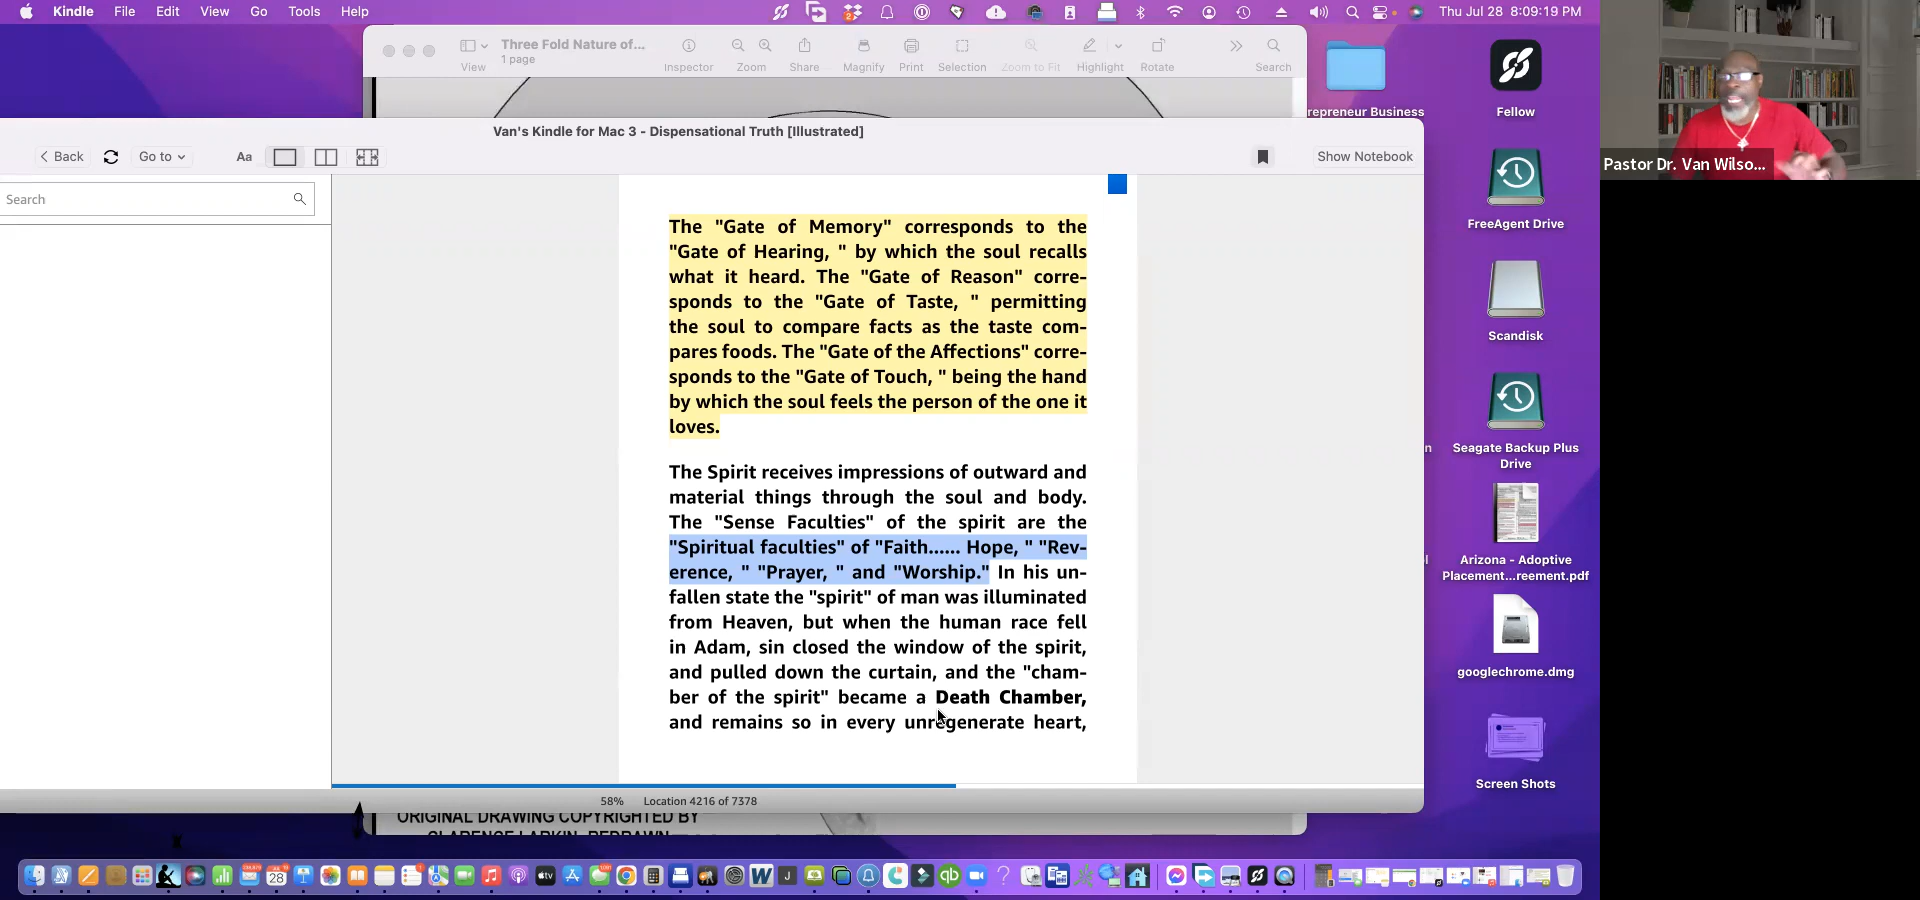 Kindle File Edit View Go Tools Help
Thu Jul 28 8:09:19 PM
Three Fold Nature of...
1 page
View
Inspector
Zoom
Share
Magnify
Print
Selection
Zoom to Fit
Highlight
Rotate
Search
Van's Kindle for Mac 3 - Dispensational Truth [Illustrated]
Back
Go to
Aa
Show Notebook
Search
The "Gate of Memory" corresponds to the
"Gate of Hearing, " by which the soul recalls
what it heard. The "Gate of Reason" corre-
sponds to the "Gate of Taste, " permitting
the soul to compare facts as the taste com-
pares foods. The "Gate of the Affections" corre-
sponds to the "Gate of Touch, " being the hand
by which the soul feels the person of the one it
loves.
The Spirit receives impressions of outward and
material things through the soul and body.
The "Sense Faculties" of the spirit are the
"Spiritual faculties" of "Faith...... Hope, " "Rev-
erence, " "Prayer, " and "Worship." In his un-
fallen state the "spirit" of man was illuminated
from Heaven, but when the human race fell
in Adam, sin closed the window of the spirit,
and pulled down the curtain, and the "cham-
ber of the spirit" became a Death Chamber,
and remains so in every unregenerate heart,
58% Location 4216 of 7378
ORIGINAL DRAWING COPYRIGHTED BY
CLARENCE LARKIN, REDRAWN
repreneur Business
Fellow
FreeAgent Drive
Scandisk
Seagate Backup Plus
Drive
Arizona - Adoptive
Placement...reement.pdf
googlechrome.dmg
Screen Shots
Pastor Dr. Van Wilso...